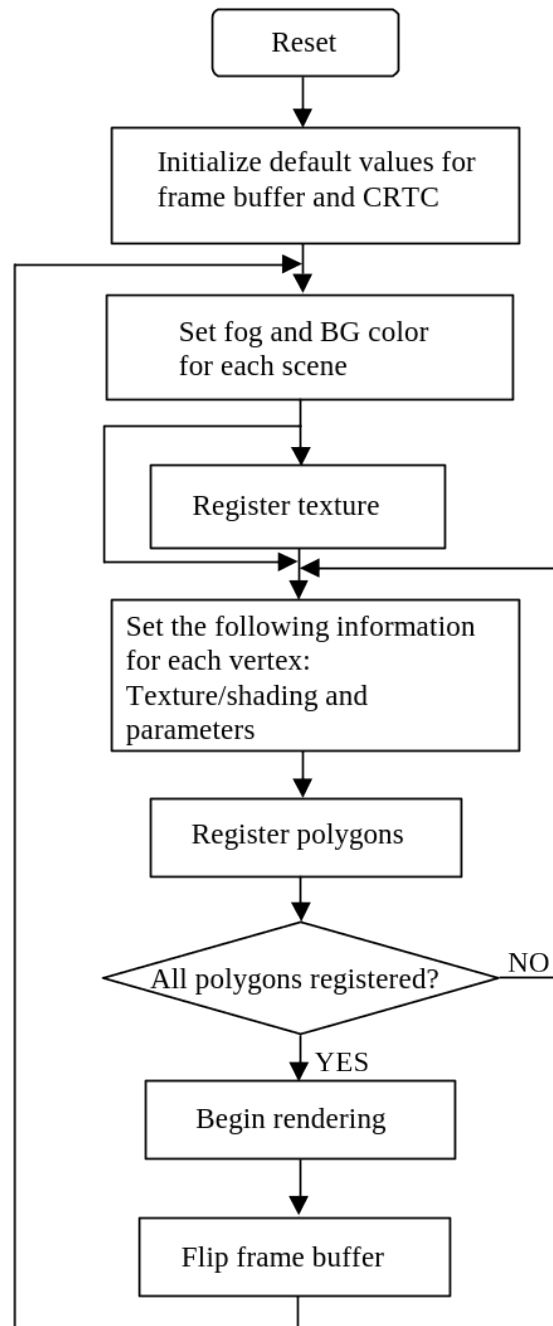 Reset
Initialize default values for
frame buffer and CRTC
Set fog and BG color
for each scene
Register texture
Set the following information
for each vertex:
Texture/shading and
parameters
Register polygons
All polygons registered?
NO
YES
Begin rendering
Flip frame buffer